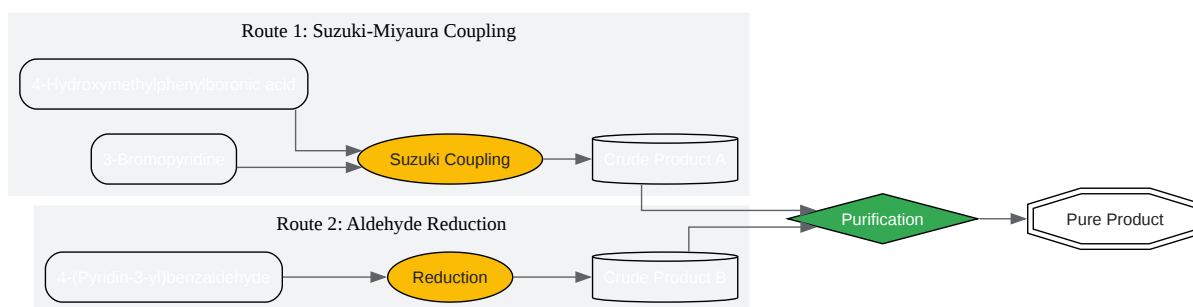 Route 1: Suzuki-Miyaura Coupling
4-Hydroxymethylphenylboronic acid
3-Bromopyridine
Suzuki Coupling
Crude Product A
Route 2: Aldehyde Reduction
4-(Pyridin-3-yl)benzaldehyde
Reduction
Crude Product B
Purification
Pure Product